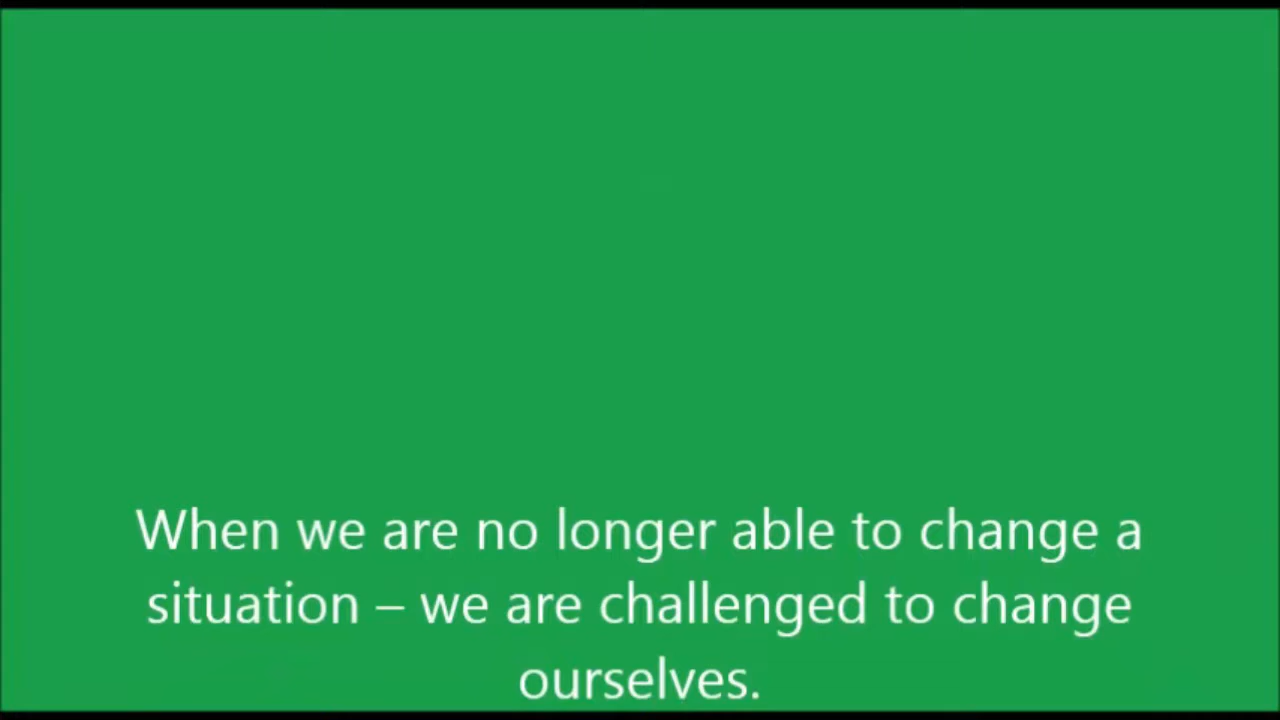 When we are no longer able to change a
situation – we are challenged to change
ourselves.